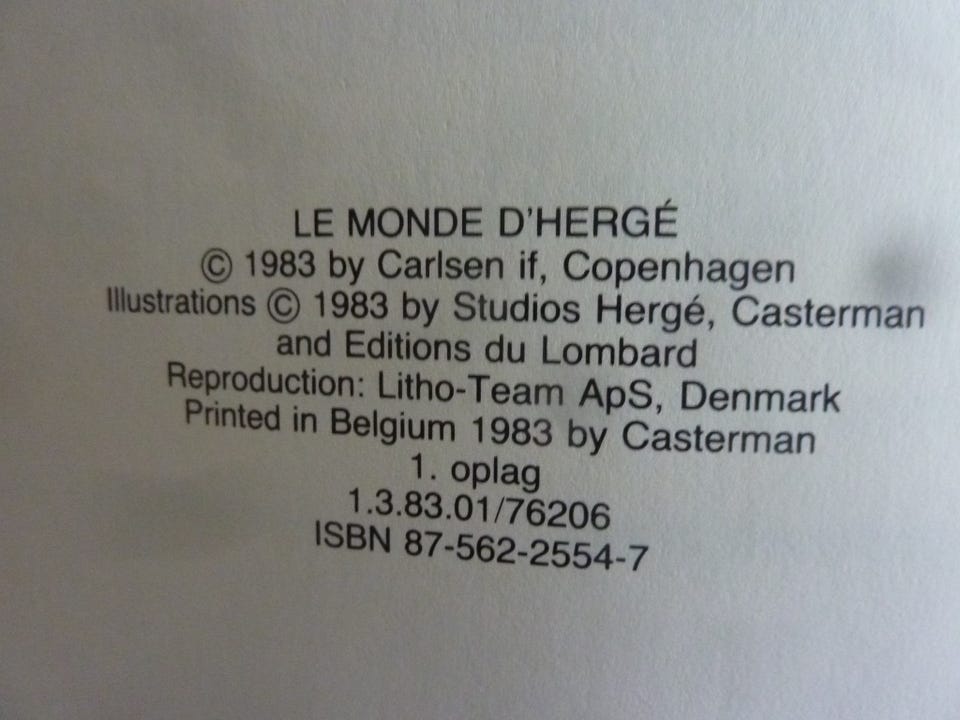 LE MONDE D'HERGÉ
© 1983 by Carlsen if, Copenhagen
Illustrations © 1983 by Studios Hergé, Casterman
and Editions du Lombard
Reproduction: Litho-Team ApS, Denmark
Printed in Belgium 1983 by Casterman
1. oplag
1.3.83.01/76206
ISBN 87-562-2554-7